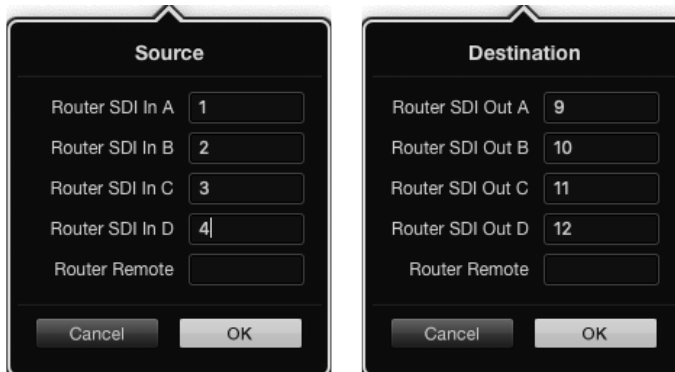 Source
Router SDI In A 1
Router SDI In B 2
Router SDI In C 3
Router SDI In D 4
Router Remote
Cancel OK
Destination
Router SDI Out A 9
Router SDI Out B 10
Router SDI Out C 11
Router SDI Out D 12
Router Remote
Cancel OK